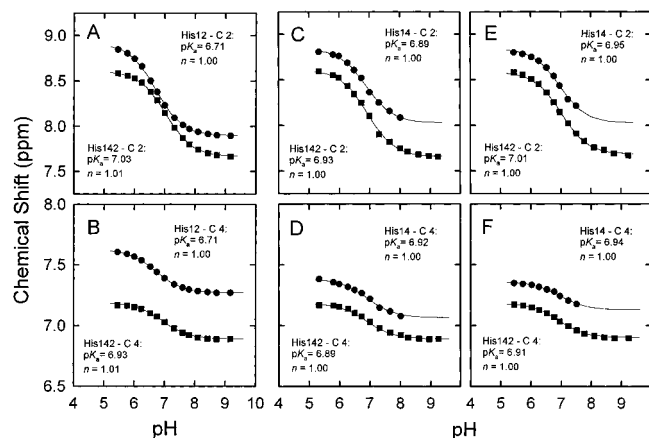 Chemical Shift (ppm)
9.0
8.5
8.0
7.5
A
His12 - C 2:
pKa = 6.71
n = 1.00
His142 - C 2:
pKa = 7.03
n = 1.01
C
His14 - C 2:
pKa = 6.89
n = 1.00
His142 - C 2:
pKa = 6.93
n = 1.00
E
His14 - C 2:
pKa = 6.95
n = 1.00
His142 - C 2:
pKa = 7.01
n = 1.00
8.0
7.5
7.0
6.5
B
His12 - C 4:
pKa = 6.71
n = 1.00
His142 - C 4:
pKa = 6.93
n = 1.01
D
His14 - C 4:
pKa = 6.92
n = 1.00
His142 - C 4:
pKa = 6.89
n = 1.00
F
His14 - C 4:
pKa = 6.94
n = 1.00
His142 - C 4:
pKa = 6.91
n = 1.00
4 5 6 7 8 9 10
4 5 6 7 8 9
4 5 6 7 8 9 10
pH
pH